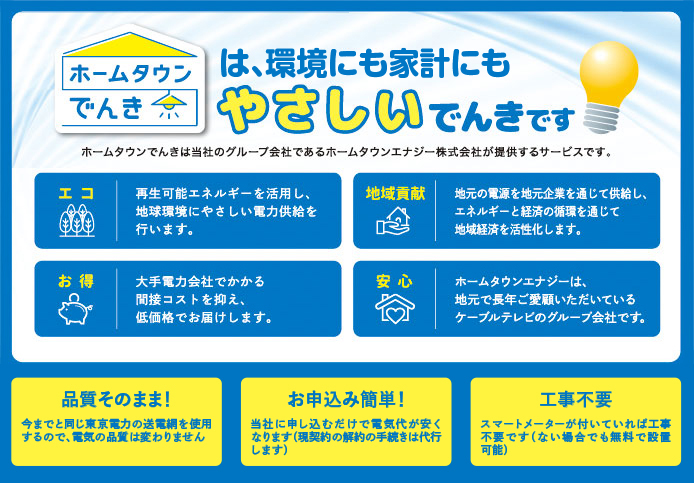 ホームタウン
でんき
は、環境にも家計にも
やさしいでんきです
ホームタウンでんきは当社のグループ会社であるホームタウンエナジー株式会社が提供するサービスです。
エコ
再生可能エネルギーを活用し、
地球環境にやさしい電力供給を
行います。
地域貢献
地元の電源を地元企業を通じて供給し、
エネルギーと経済の循環を通じて
地域経済を活性化します。
お得
大手電力会社でかかる
間接コストを抑え、
低価格でお届けします。
安心
ホームタウンエナジーは、
地元で長年ご愛顧いただいている
ケーブルテレビのグループ会社です。
品質そのまま!
今までと同じ東京電力の送電網を使用
するので、電気の品質は変わりません
お申込み簡単!
当社に申し込むだけで電気代が安く
なります(現契約の解約の手続きは代行
します)
工事不要
スマートメーターが付いていれば工事
不要です(ない場合でも無料で設置
可能)